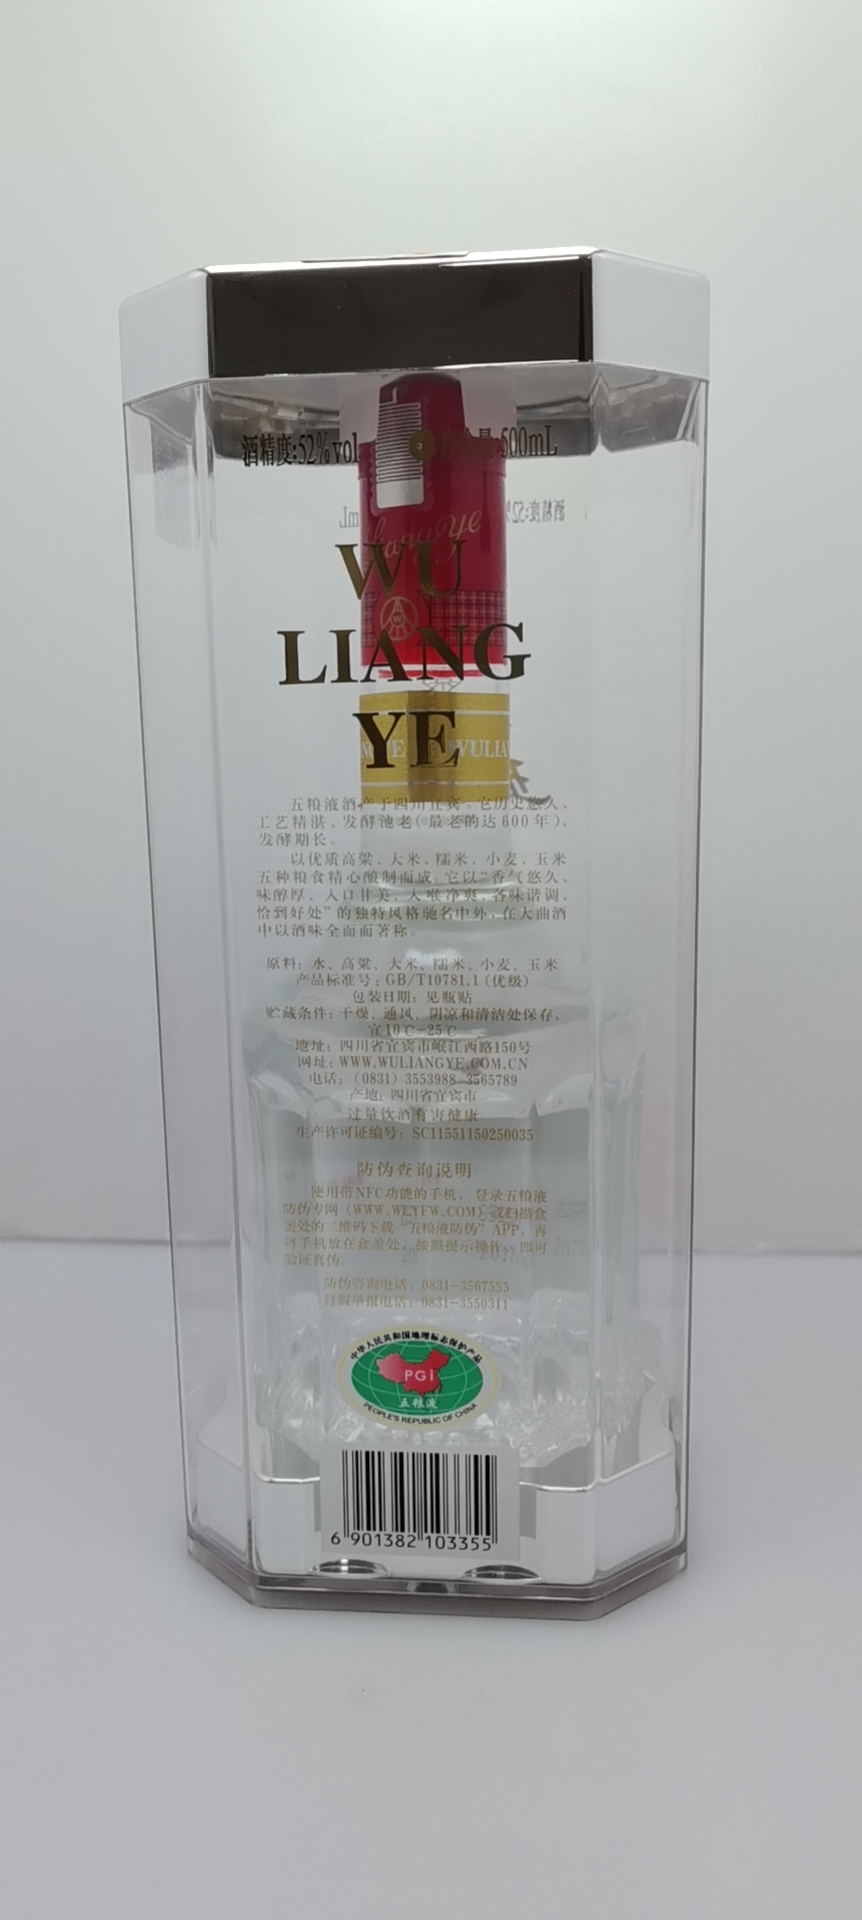 酒精度:52%vol
净含量:500mL
WU
LIANG
YE
五粮液酒产于四川宜宾。它历史悠久、
工艺精湛、发酵池老(最老的达600年)、
发酵期长。
以优质高粱、大米、糯米、小麦、玉米
五种粮食精心酿制而成。它以“香气悠久、
味醇厚、入口甘美、入喉净爽、各味谐调、
恰到好处”的独特风格驰名中外，在大曲酒
中以酒味全面而著称。
原料：水、高粱、大米、糯米、小麦、玉米
产品标准号：GB/T10781.1(优级)
包装日期：见瓶贴
贮藏条件：干燥、通风、阴凉和清洁处保存，
宜10℃-25℃
地址：四川省宜宾市岷江西路150号
网址：WWW.WULIANGYE.COM.CN
电话：(0831) 3553988 3565789
产地：四川省宜宾市
过量饮酒有害健康
生产许可证编号：SC11551150250035
防伪查询说明
使用带NFC功能的手机，登录五粮液
防伪专网(WWW.WLYFW.COM)或扫描盒
盖处的二维码下载“五粮液防伪”APP，再
将手机放在盒盖处，按照提示操作，即可
验证真伪。
防伪咨询电话：0831-3567555
打假举报电话：0831-3550311
中华人民共和国地理标志保护产品
PGI
五粮液
PEOPLE'S REPUBLIC OF CHINA
6 901382 103355